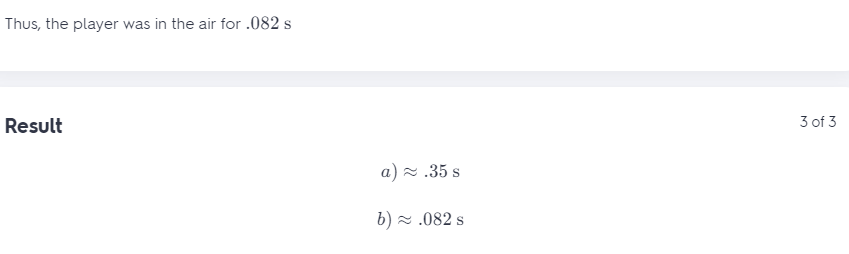 Thus, the player was in the air for .082 s
Result
3 of 3
a) ≈ .35 s
b) ≈ .082 s